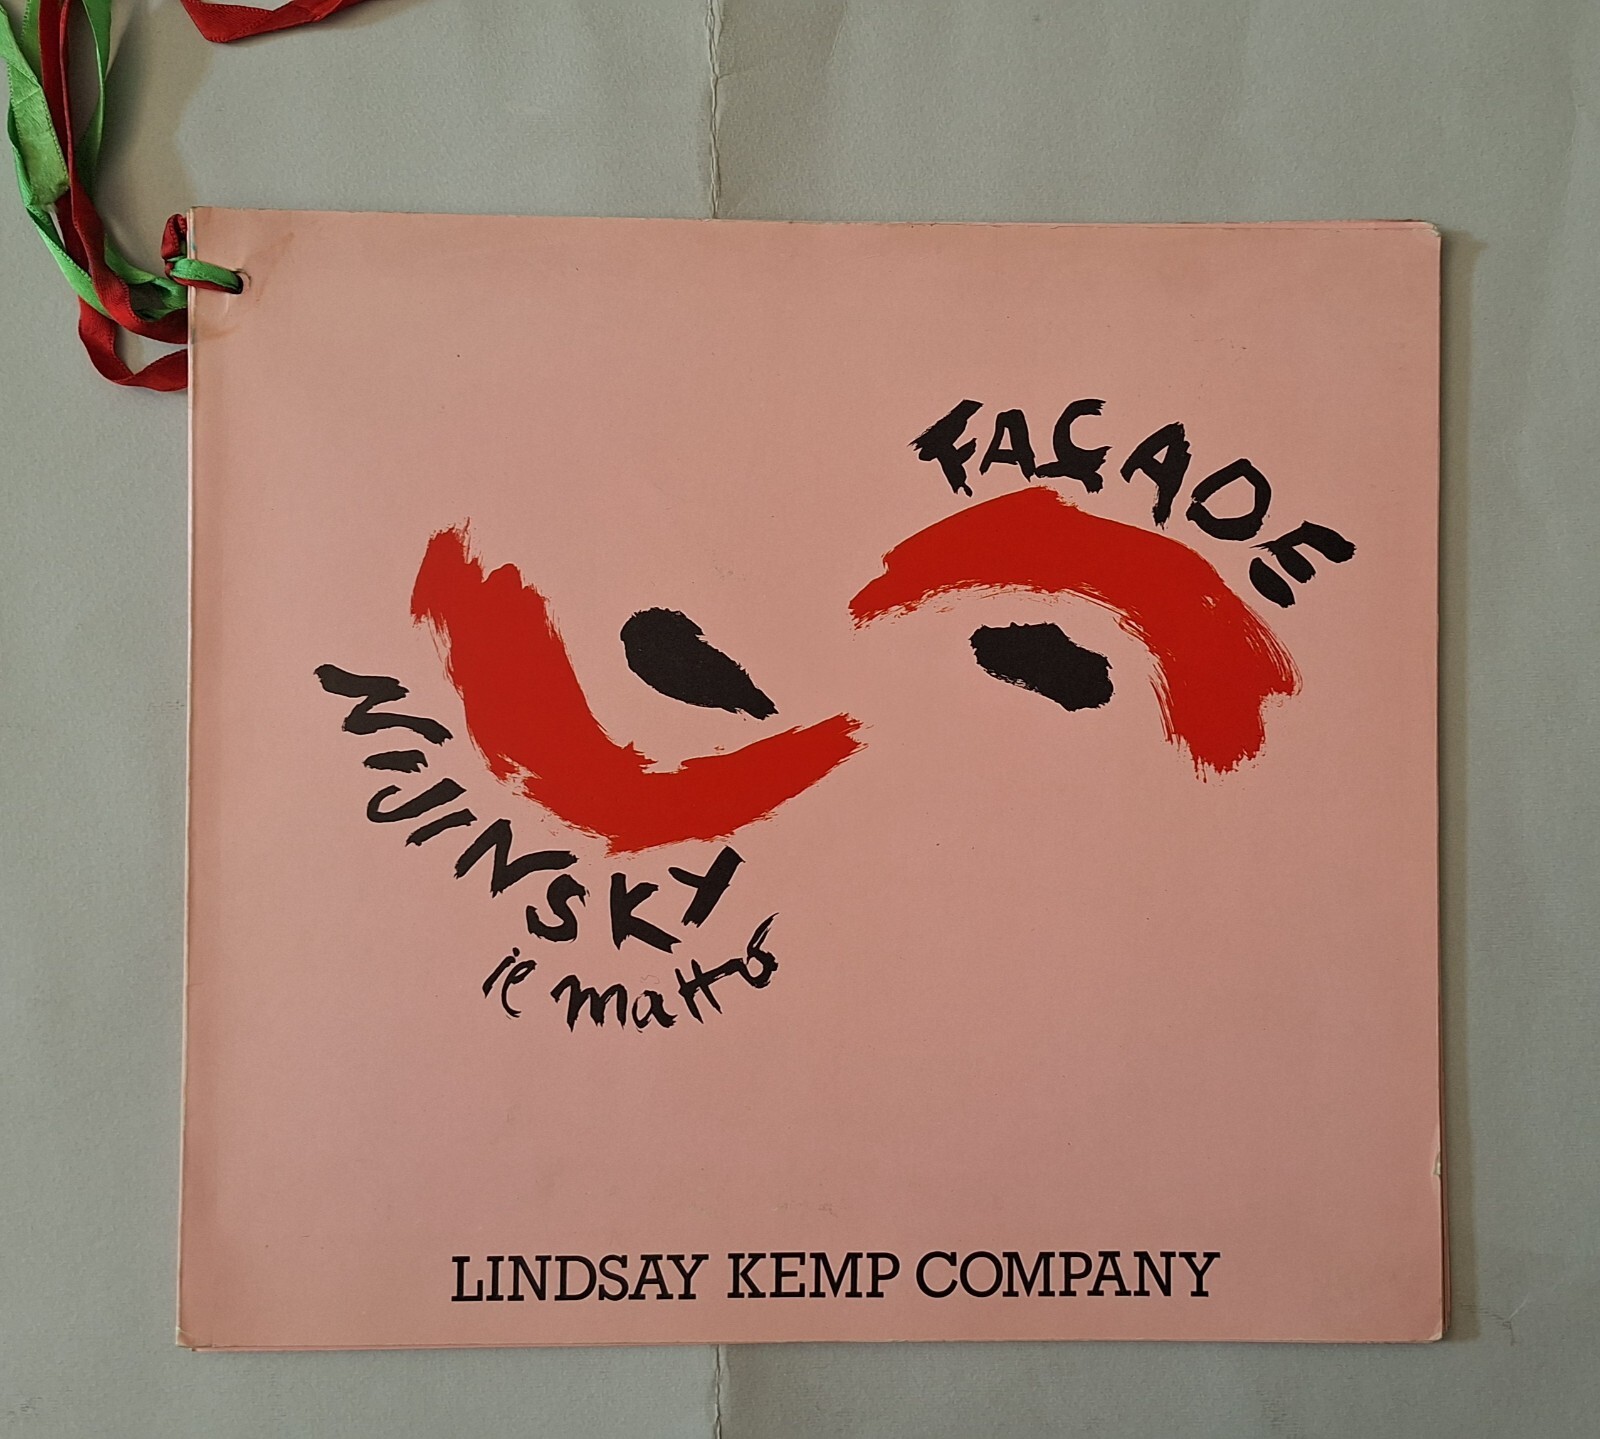 FAÇADE
NIJINSKY
il matto
LINDSAY KEMP COMPANY